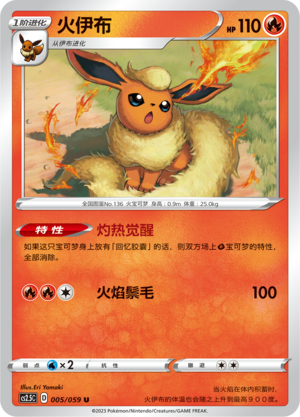 1阶进化
火伊布
HP 110
从伊布进化
全国图鉴No.136 火宝可梦 身高：0.9m 体重：25.0kg
特性 灼热觉醒
如果这只宝可梦身上放有「回忆胶囊」的话，则双方场上宝可梦的特性，
全部消除。
火焰鬃毛 100
弱点 ×2 抵抗力 撤退
CS2.5C D 005/059 U
Illus.Eri Yamaki
当火焰在体内积蓄时，
火伊布的体温也会随之上升到最高９００度。
©2023 Pokémon/Nintendo/Creatures/GAME FREAK.